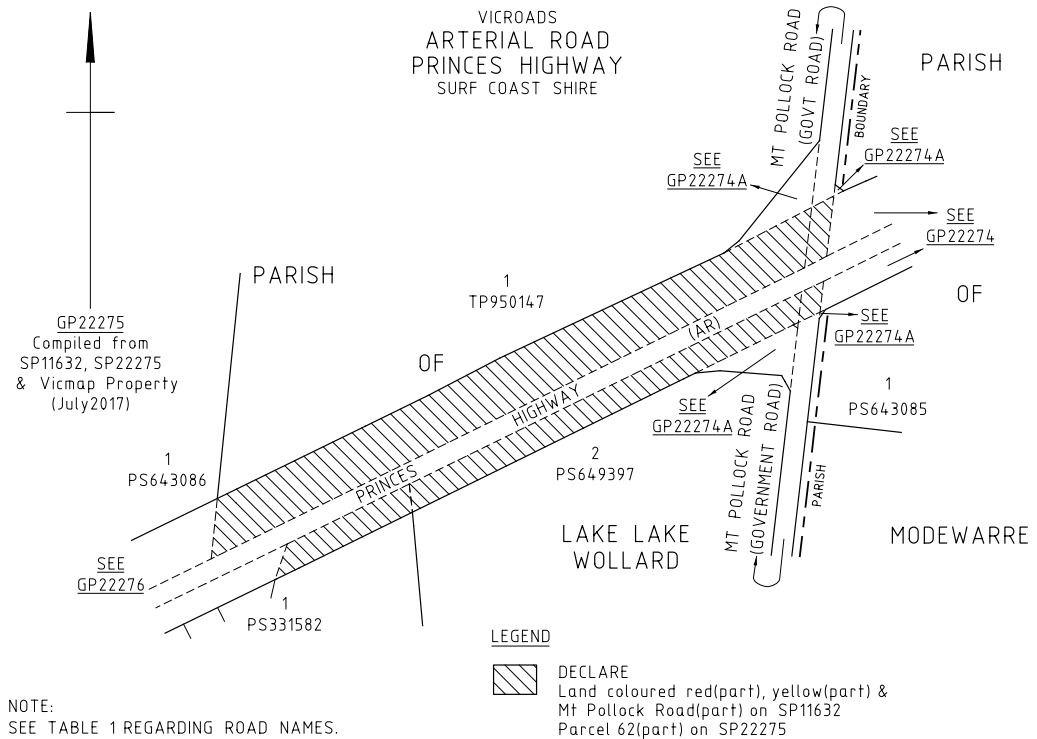 VICROADS
ARTERIAL ROAD
PRINCES HIGHWAY
SURF COAST SHIRE
MT POLLOCK ROAD
(GOVT ROAD)
PARISH
BOUNDARY
SEE
GP22274A
SEE
GP22274A
SEE
GP22274
PARISH
1
TP950147
OF
OF
GP22275
Compiled from
SP11632, SP22275
& Vicmap Property
(July2017)
(AR)
SEE
GP22274A
1
PS643085
SEE
GP22274A
HIGHWAY
MT POLLOCK ROAD
(GOVERNMENT ROAD)
1
PS643086
2
PS649397
PRINCES
PARISH
LAKE LAKE
WOLLARD
MODEWARRE
SEE
GP22276
1
PS331582
LEGEND
DECLARE
Land coloured red(part), yellow(part) &
Mt Pollock Road(part) on SP11632
Parcel 62(part) on SP22275
NOTE:
SEE TABLE 1 REGARDING ROAD NAMES.